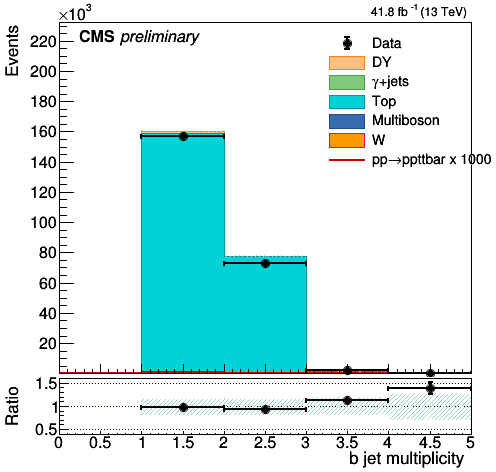 ×10³
41.8 fb⁻¹ (13 TeV)
CMS preliminary
Events
220
200
180
160
140
120
100
80
60
40
20
Data
DY
γ+jets
Top
Multiboson
W
pp→ppttbar x 1000
Ratio
1.5
1
0.5
0 0.5 1 1.5 2 2.5 3 3.5 4 4.5 5
b jet multiplicity